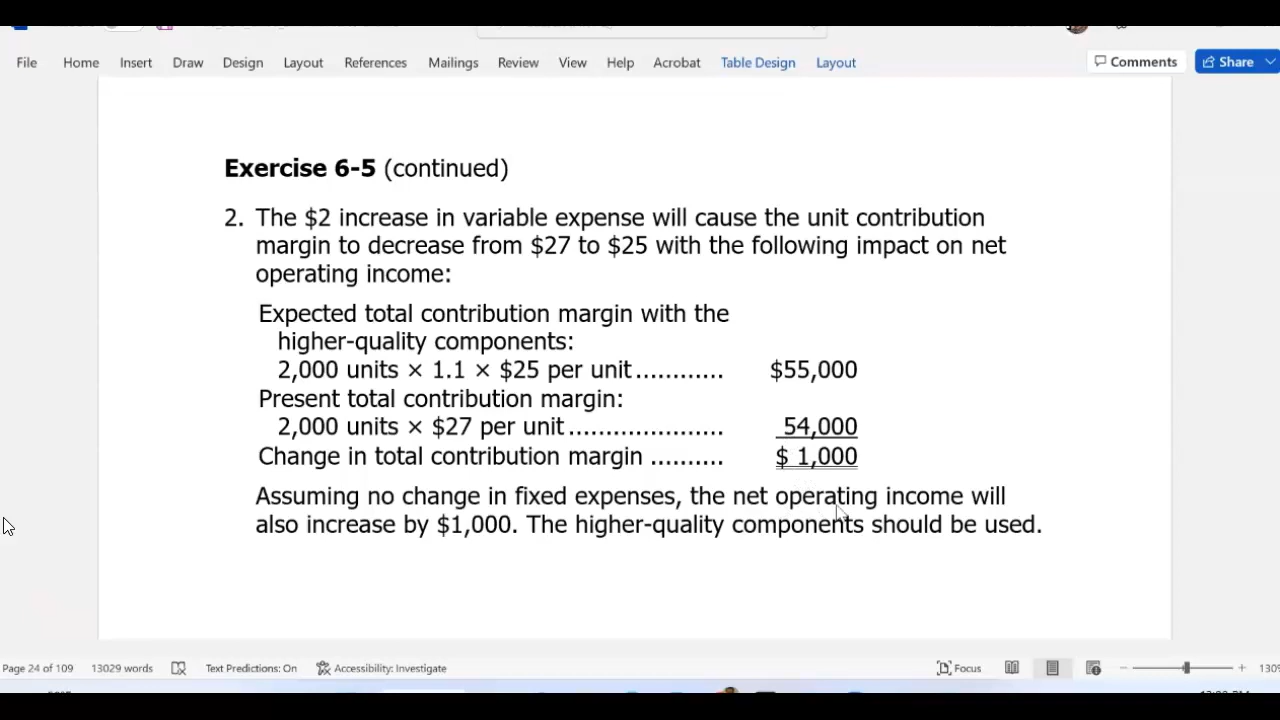 File Home Insert Draw Design Layout References Mailings Review View Help Acrobat Table Design Layout Comments Share
Exercise 6-5 (continued)
2. The $2 increase in variable expense will cause the unit contribution
margin to decrease from $27 to $25 with the following impact on net
operating income:
Expected total contribution margin with the
higher-quality components:
2,000 units × 1.1 × $25 per unit............ $55,000
Present total contribution margin:
2,000 units × $27 per unit..................... 54,000
Change in total contribution margin .......... $ 1,000
Assuming no change in fixed expenses, the net operating income will
also increase by $1,000. The higher-quality components should be used.
Page 24 of 109 13029 words Text Predictions: On Accessibility: Investigate Focus 130%